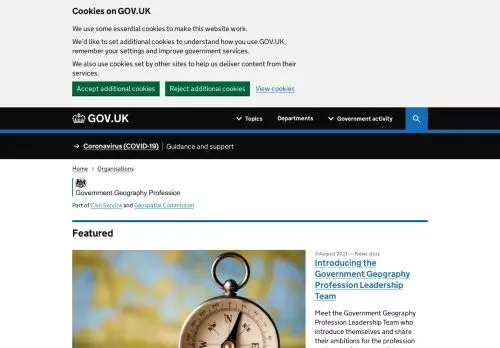 Cookies on GOV.UK
We use some essential cookies to make this website work.
We'd like to set additional cookies to understand how you use GOV.UK,
remember your settings and improve government services.
We also use cookies set by other sites to help us deliver content from their
services.
Accept additional cookies
Reject additional cookies
View cookies
GOV.UK
Topics
Departments
Government activity
→ Coronavirus (COVID-19) | Guidance and support
Home > Organisations
Government Geography Profession
Part of Civil Service and Geospatial Commission
Featured
3 August 2021 — News story
Introducing the
Government Geography
Profession Leadership
Team
Meet the Government Geography
Profession Leadership Team who
introduce themselves and share
their ambitions for the profession
N
E
W